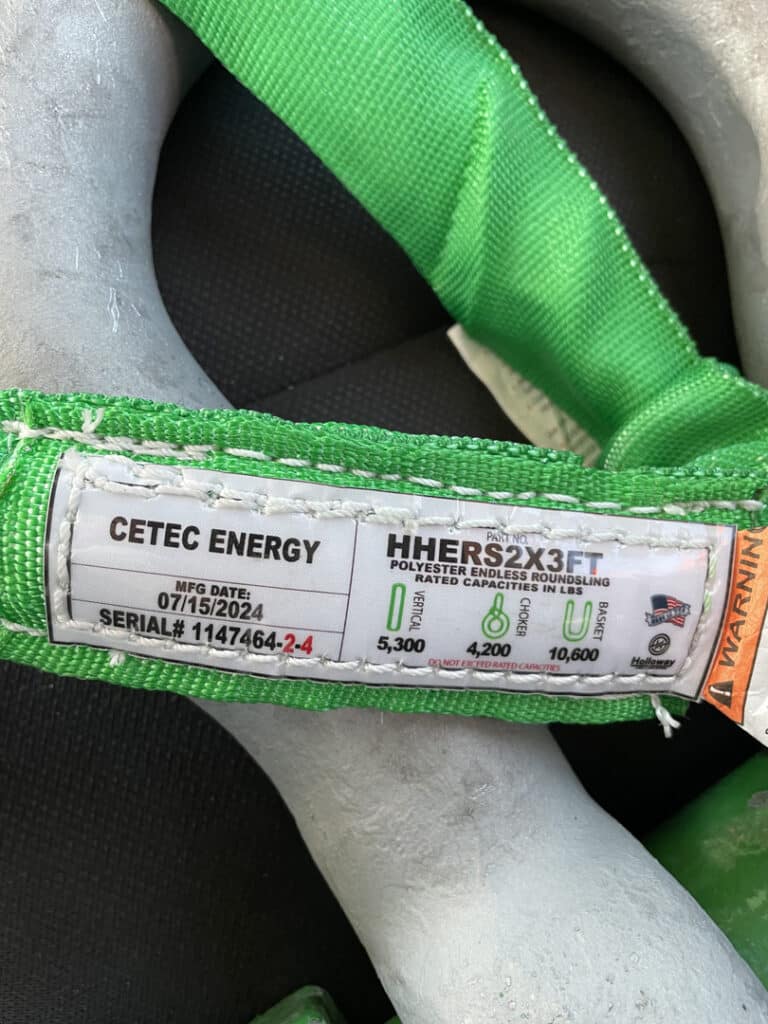 CETEC ENERGY
MFG DATE:
07/15/2024
SERIAL# 1147464-2-4
PART NO.
HHERS2X3FT
POLYESTER ENDLESS ROUNDSLING
RATED CAPACITIES IN LBS
VERTICAL
5,300
CHOKER
4,200
BASKET
10,600
DO NOT EXCEED RATED CAPACITIES
Holloway
WARNIN